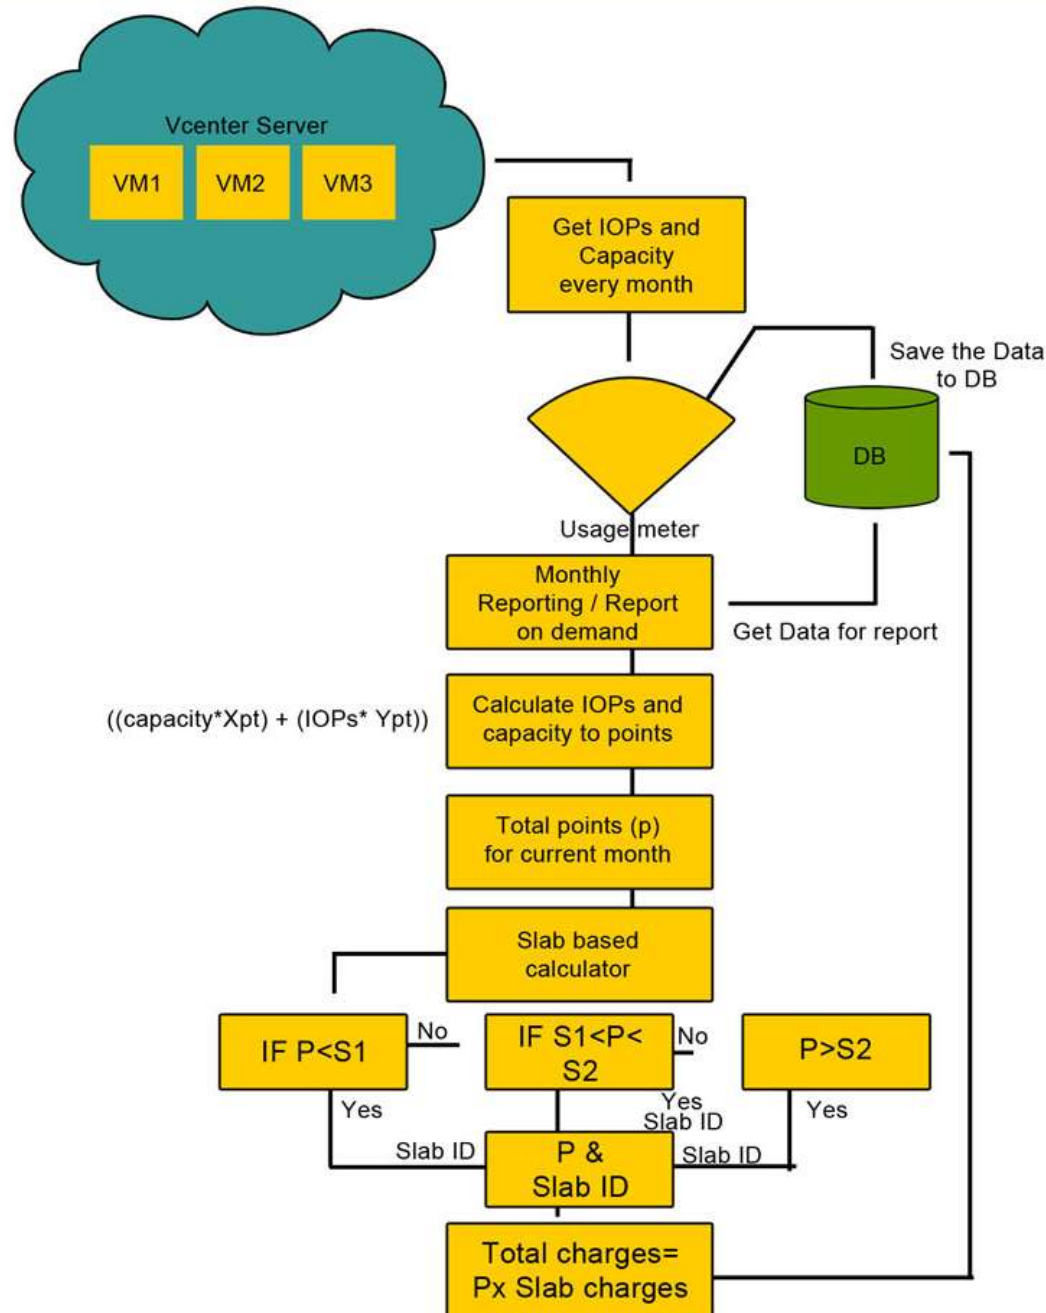 Vcenter Server
VM1
VM2
VM3
Get IOPs and
Capacity
every month
Save the Data
to DB
DB
Usage meter
Monthly
Reporting / Report
on demand
Get Data for report
((capacity*Xpt) + (IOPs* Ypt))
Calculate IOPs and
capacity to points
Total points (p)
for current month
Slab based
calculator
IF P<S1
No
IF S1<P<
S2
No
P>S2
Yes
Yes
Slab ID
Yes
Slab ID
P &
Slab ID
Slab ID
Total charges=
Px Slab charges